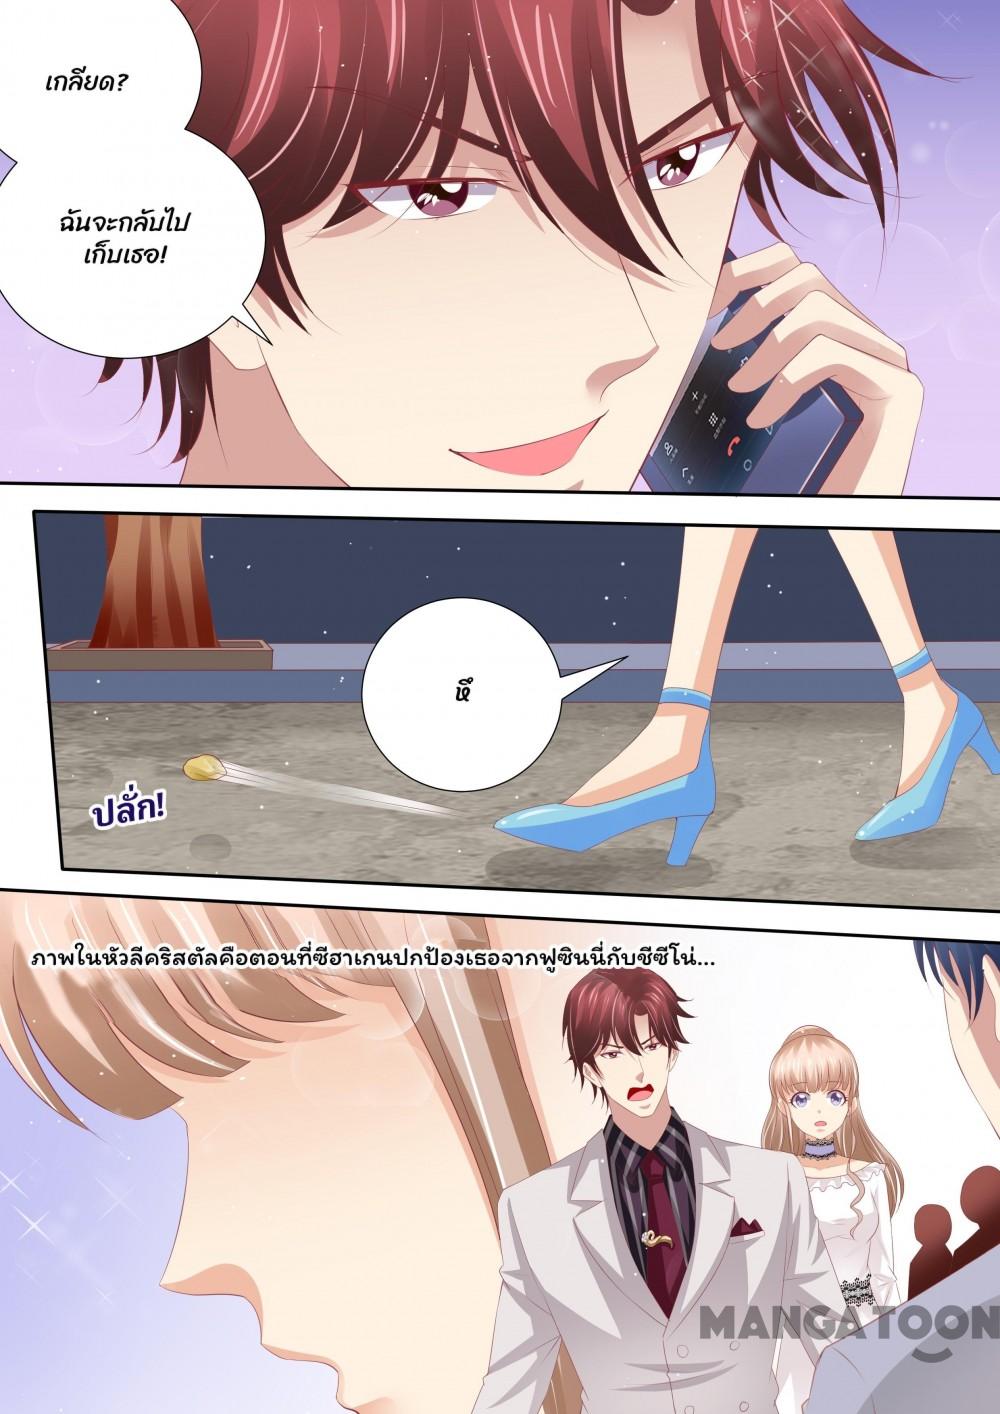 เกลียด?
ฉันจะกลับไป
เก็บเธอ!
หึ
ปลั่ก!
ภาพในหัวลีคริสตัลคือตอนที่ซีฮาเกนปกป้องเธอจากฟูซินนี่กับซีซีโน่...
MANGATOON